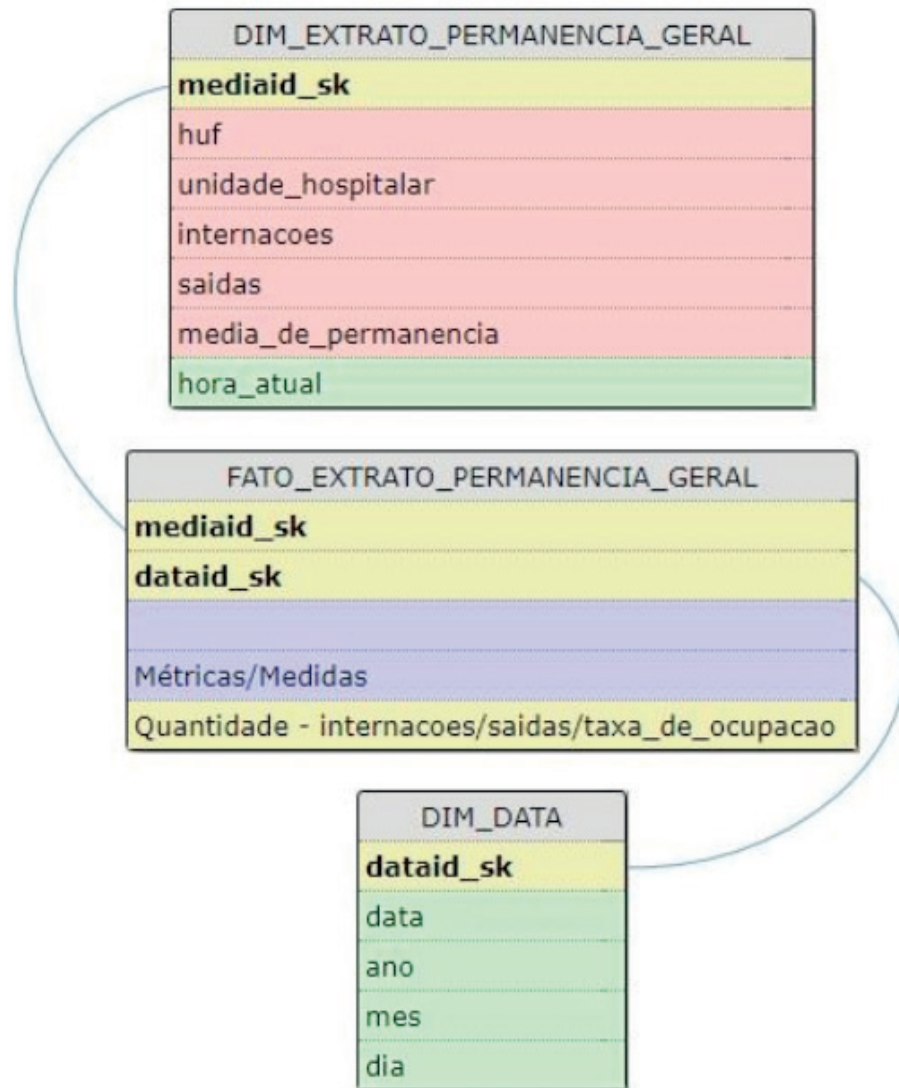 DIM_EXTRATO_PERMANENCIA_GERAL
mediaid_sk
huf
unidade_hospitalar
internacoes
saidas
media_de_permanencia
hora_atual
FATO_EXTRATO_PERMANENCIA_GERAL
mediaid_sk
dataid_sk
Métricas/Medidas
Quantidade - internacoes/saidas/taxa_de_ocupacao
DIM_DATA
dataid_sk
data
ano
mes
dia